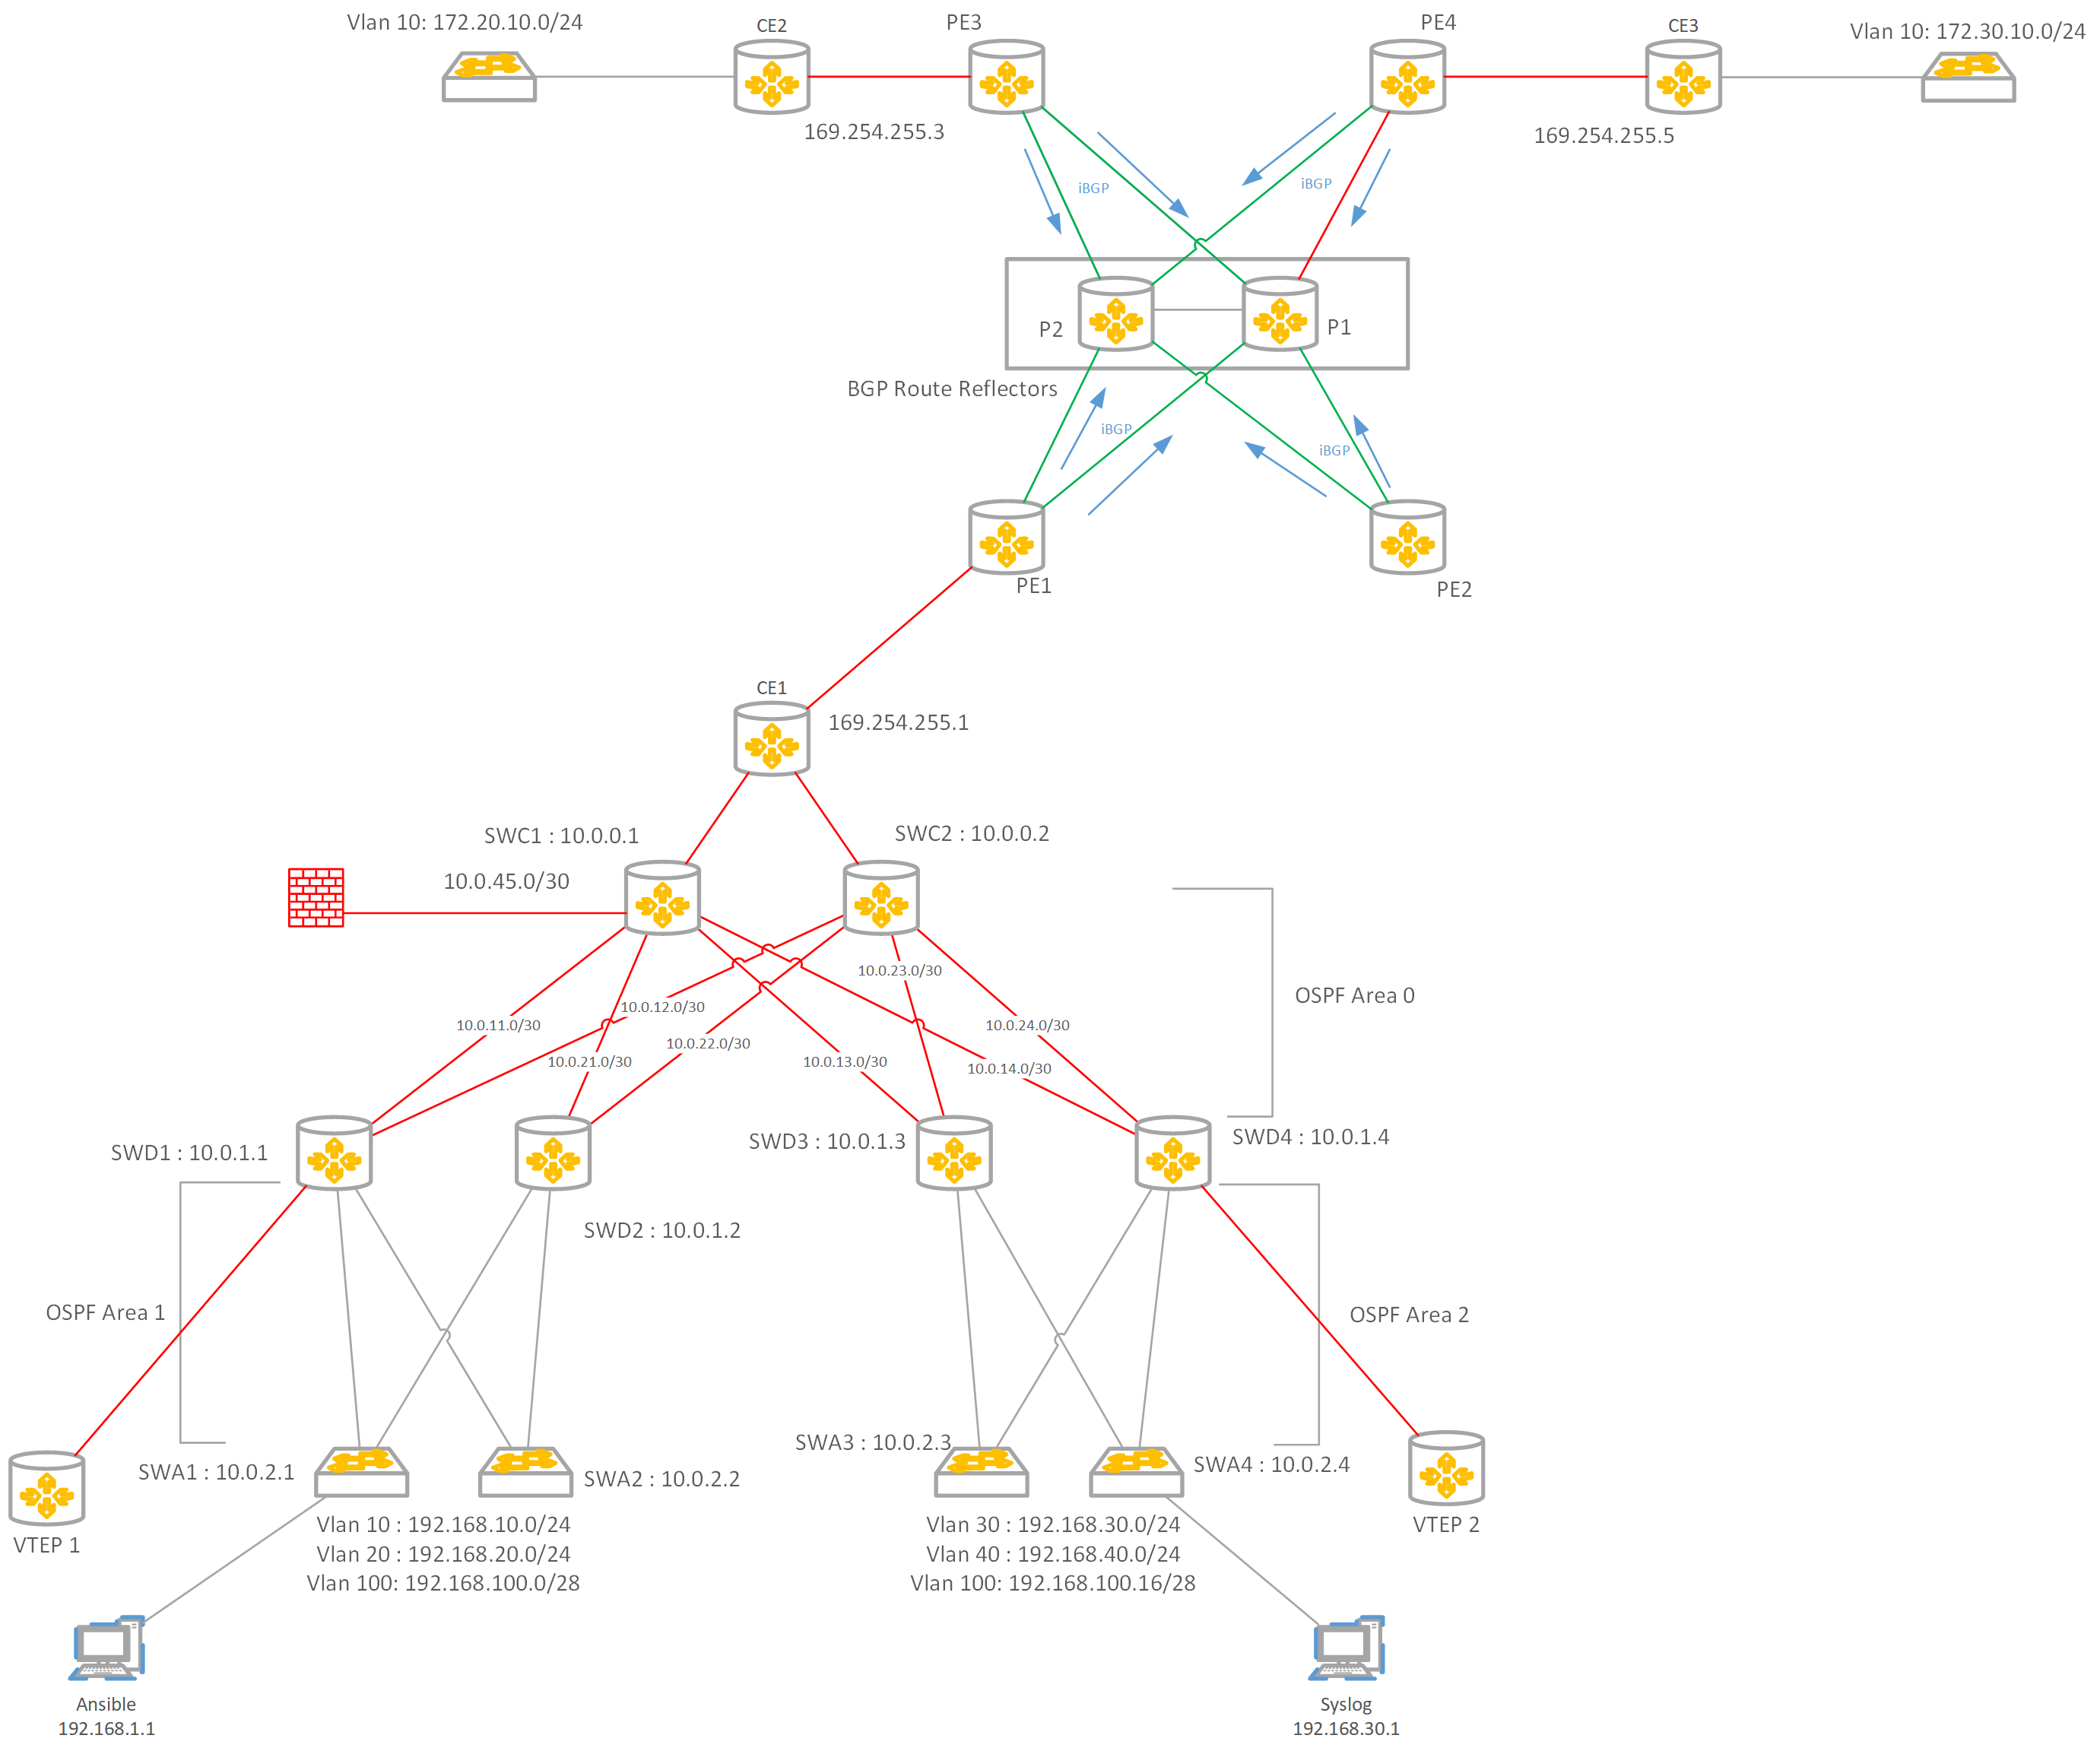 Vlan 10: 172.20.10.0/24
CE2
PE3
PE4
CE3
Vlan 10: 172.30.10.0/24
169.254.255.3
169.254.255.5
iBGP
iBGP
P2
P1
BGP Route Reflectors
iBGP
iBGP
PE1
PE2
CE1
169.254.255.1
SWC1 : 10.0.0.1
SWC2 : 10.0.0.2
10.0.45.0/30
10.0.23.0/30
OSPF Area 0
10.0.12.0/30
10.0.11.0/30
10.0.24.0/30
10.0.22.0/30
10.0.21.0/30
10.0.13.0/30
10.0.14.0/30
SWD1 : 10.0.1.1
SWD3 : 10.0.1.3
SWD4 : 10.0.1.4
SWD2 : 10.0.1.2
OSPF Area 1
OSPF Area 2
SWA1 : 10.0.2.1
SWA2 : 10.0.2.2
SWA3 : 10.0.2.3
SWA4 : 10.0.2.4
VTEP 1
Vlan 10 : 192.168.10.0/24
Vlan 20 : 192.168.20.0/24
Vlan 100: 192.168.100.0/28
Vlan 30 : 192.168.30.0/24
Vlan 40 : 192.168.40.0/24
Vlan 100: 192.168.100.16/28
VTEP 2
Ansible
192.168.1.1
Syslog
192.168.30.1